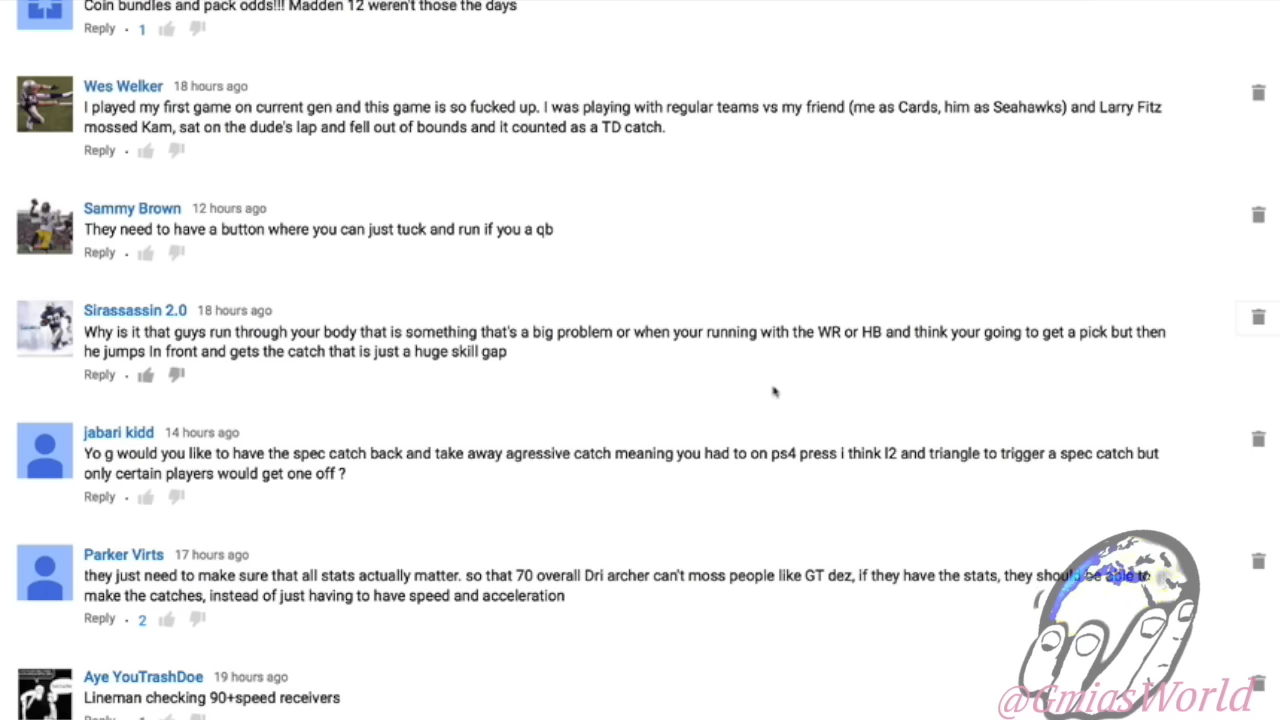 Coin bundles and pack odds!!! Madden 12 weren't those the days
Reply · 1
Wes Welker 18 hours ago
I played my first game on current gen and this game is so fucked up. I was playing with regular teams vs my friend (me as Cards, him as Seahawks) and Larry Fitz
mossed Kam, sat on the dude's lap and fell out of bounds and it counted as a TD catch.
Reply ·
Sammy Brown 12 hours ago
They need to have a button where you can just tuck and run if you a qb
Reply ·
Sirassassin 2.0 18 hours ago
Why is it that guys run through your body that is something that's a big problem or when your running with the WR or HB and think your going to get a pick but then
he jumps In front and gets the catch that is just a huge skill gap
Reply ·
jabari kidd 14 hours ago
Yo g would you like to have the spec catch back and take away agressive catch meaning you had to on ps4 press i think l2 and triangle to trigger a spec catch but
only certain players would get one off ?
Reply ·
Parker Virts 17 hours ago
they just need to make sure that all stats actually matter. so that 70 overall Dri archer can't moss people like GT dez, if they have the stats, they should be able to
make the catches, instead of just having to have speed and acceleration
Reply · 2
Aye YouTrashDoe 19 hours ago
Lineman checking 90+speed receivers
@GmiasWorld